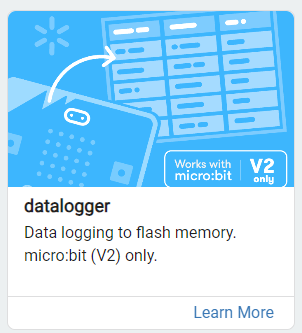 Works with
micro:bit
V2
only
datalogger
Data logging to flash memory.
micro:bit (V2) only.
Learn More